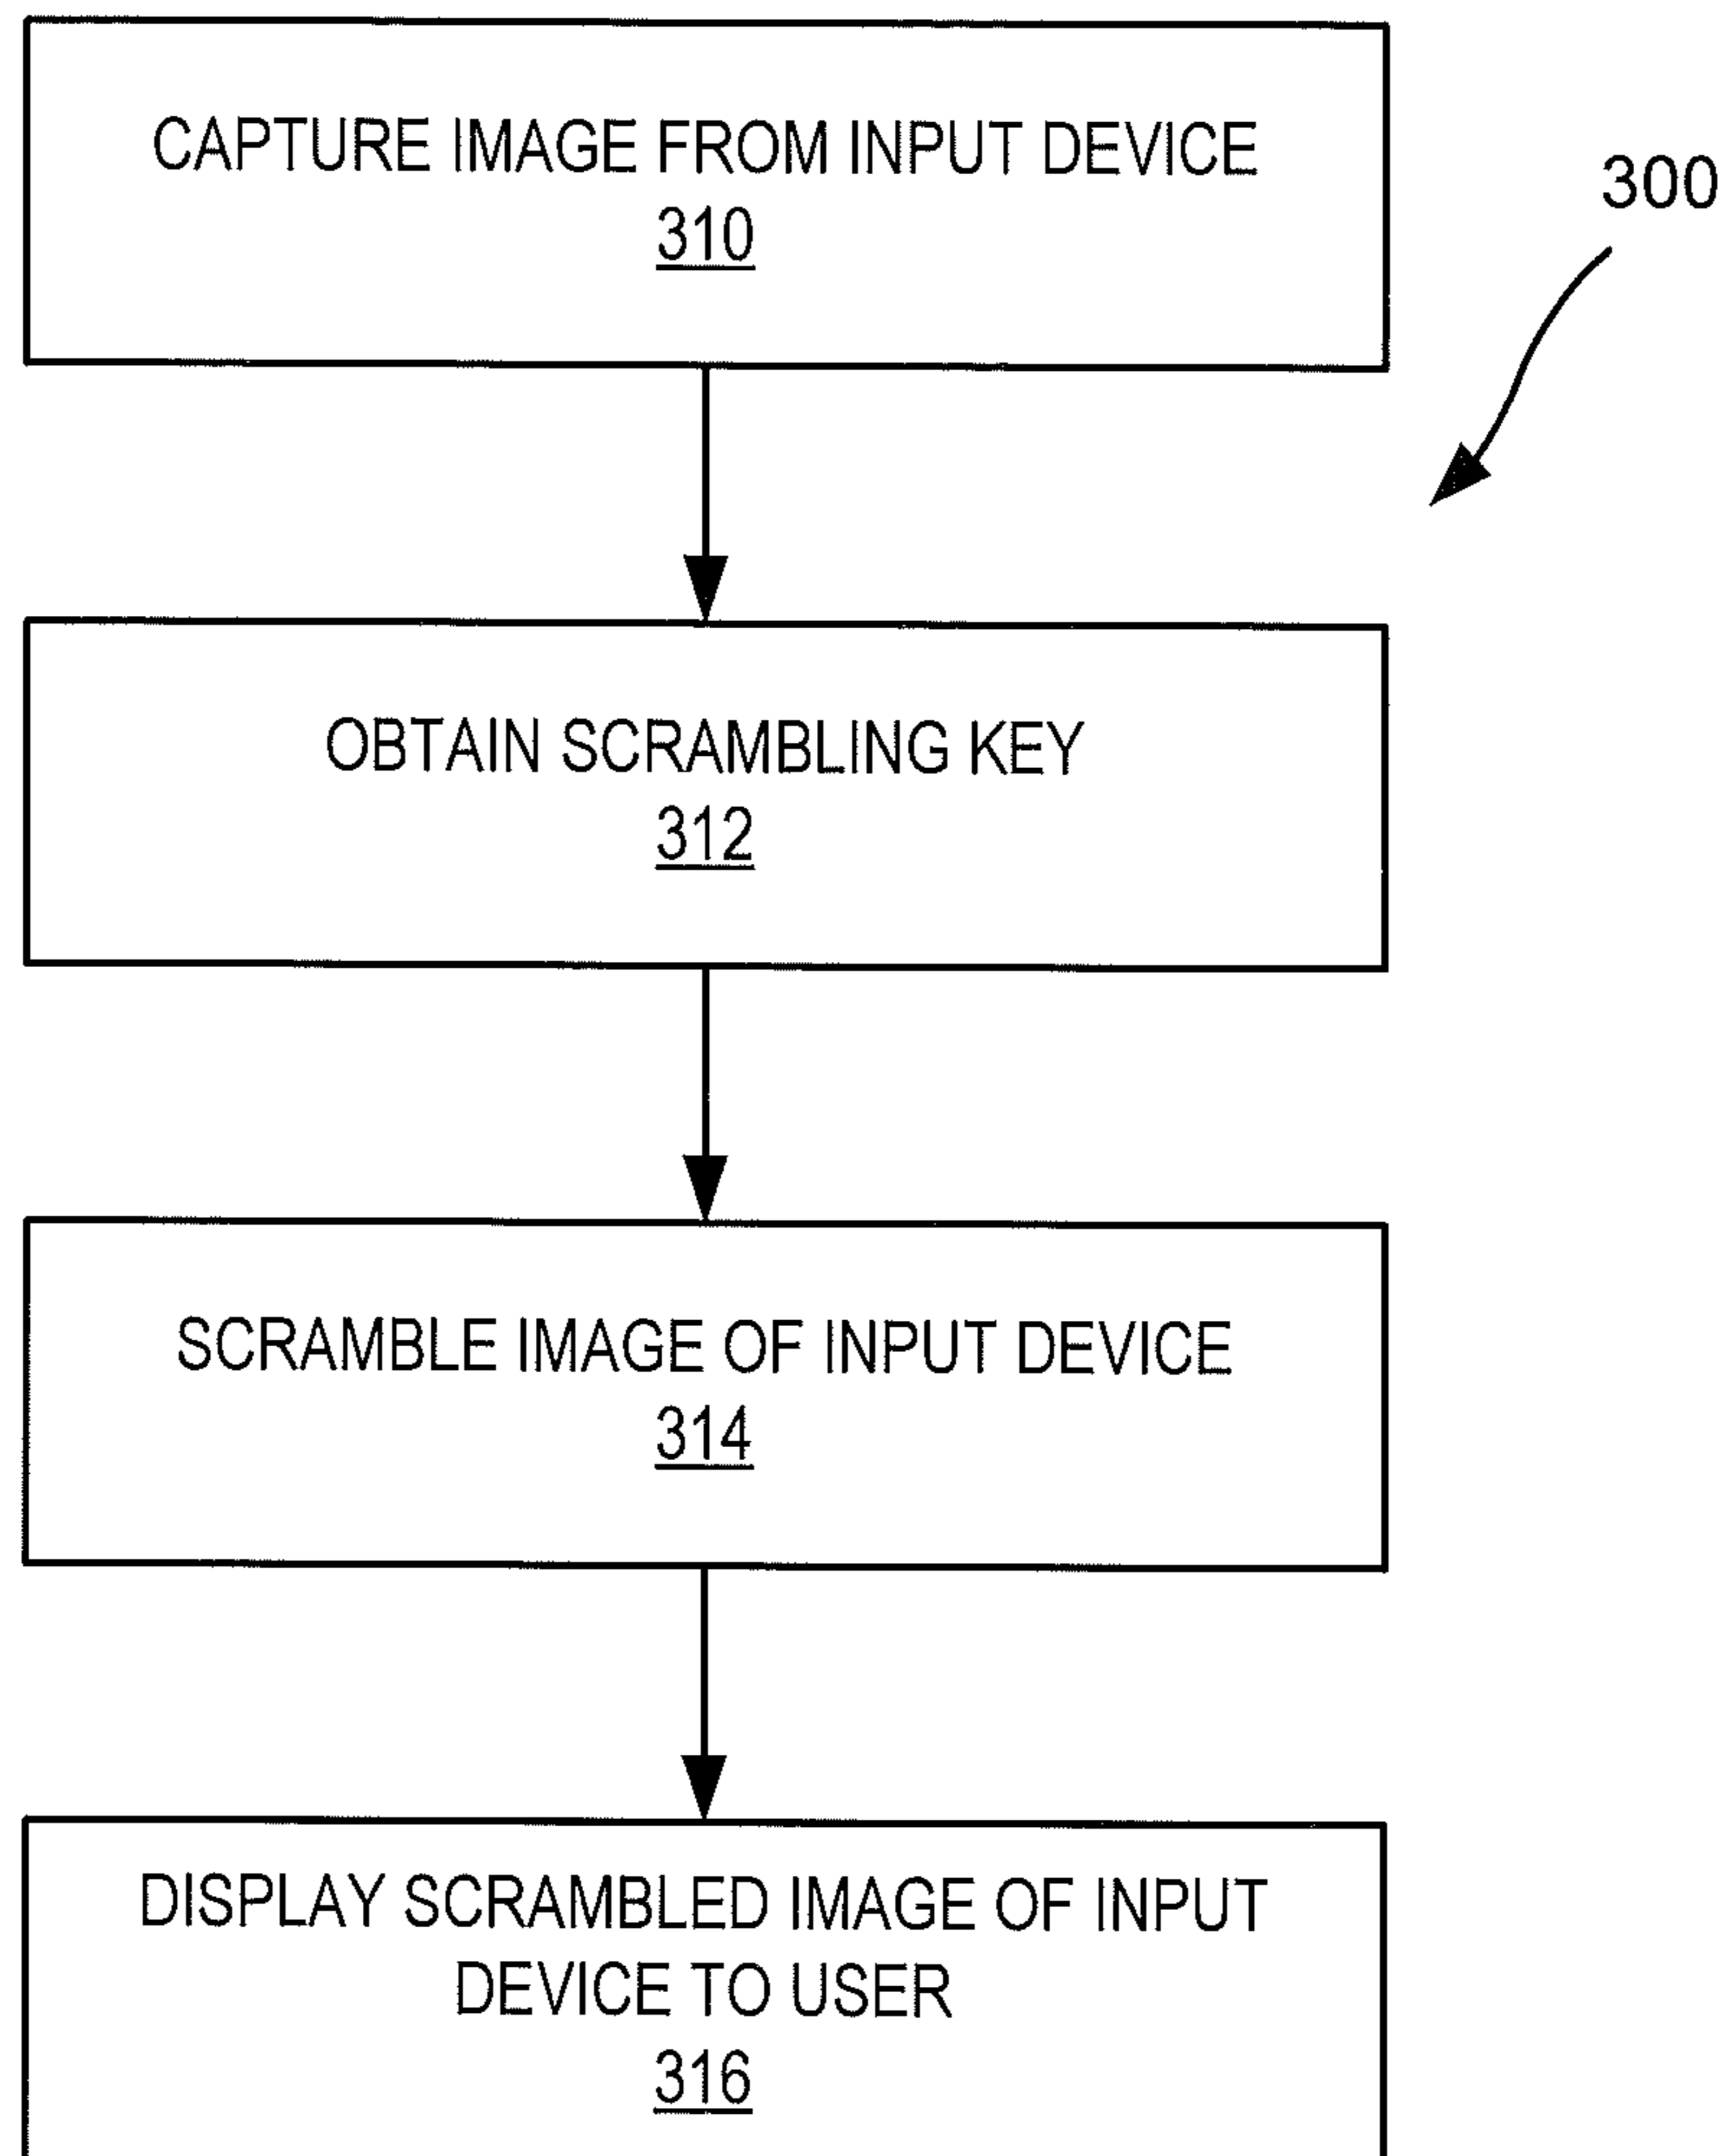 CAPTURE IMAGE FROM INPUT DEVICE
310
300
OBTAIN SCRAMBLING KEY
312
SCRAMBLE IMAGE OF INPUT DEVICE
314
DISPLAY SCRAMBLED IMAGE OF INPUT
DEVICE TO USER
316